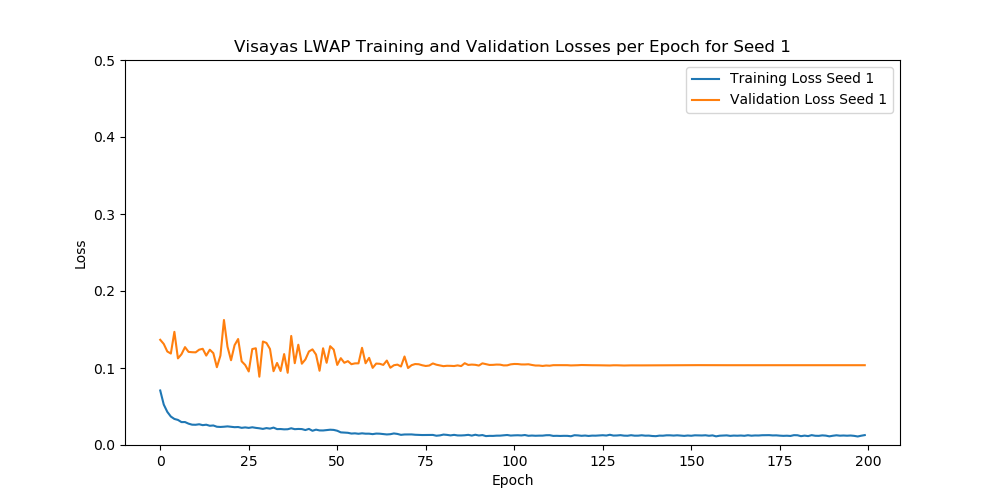 Visayas LWAP Training and Validation Losses per Epoch for Seed 1
Training Loss Seed 1
Validation Loss Seed 1
Loss
0.5
0.4
0.3
0.2
0.1
0.0
0 25 50 75 100 125 150 175 200
Epoch